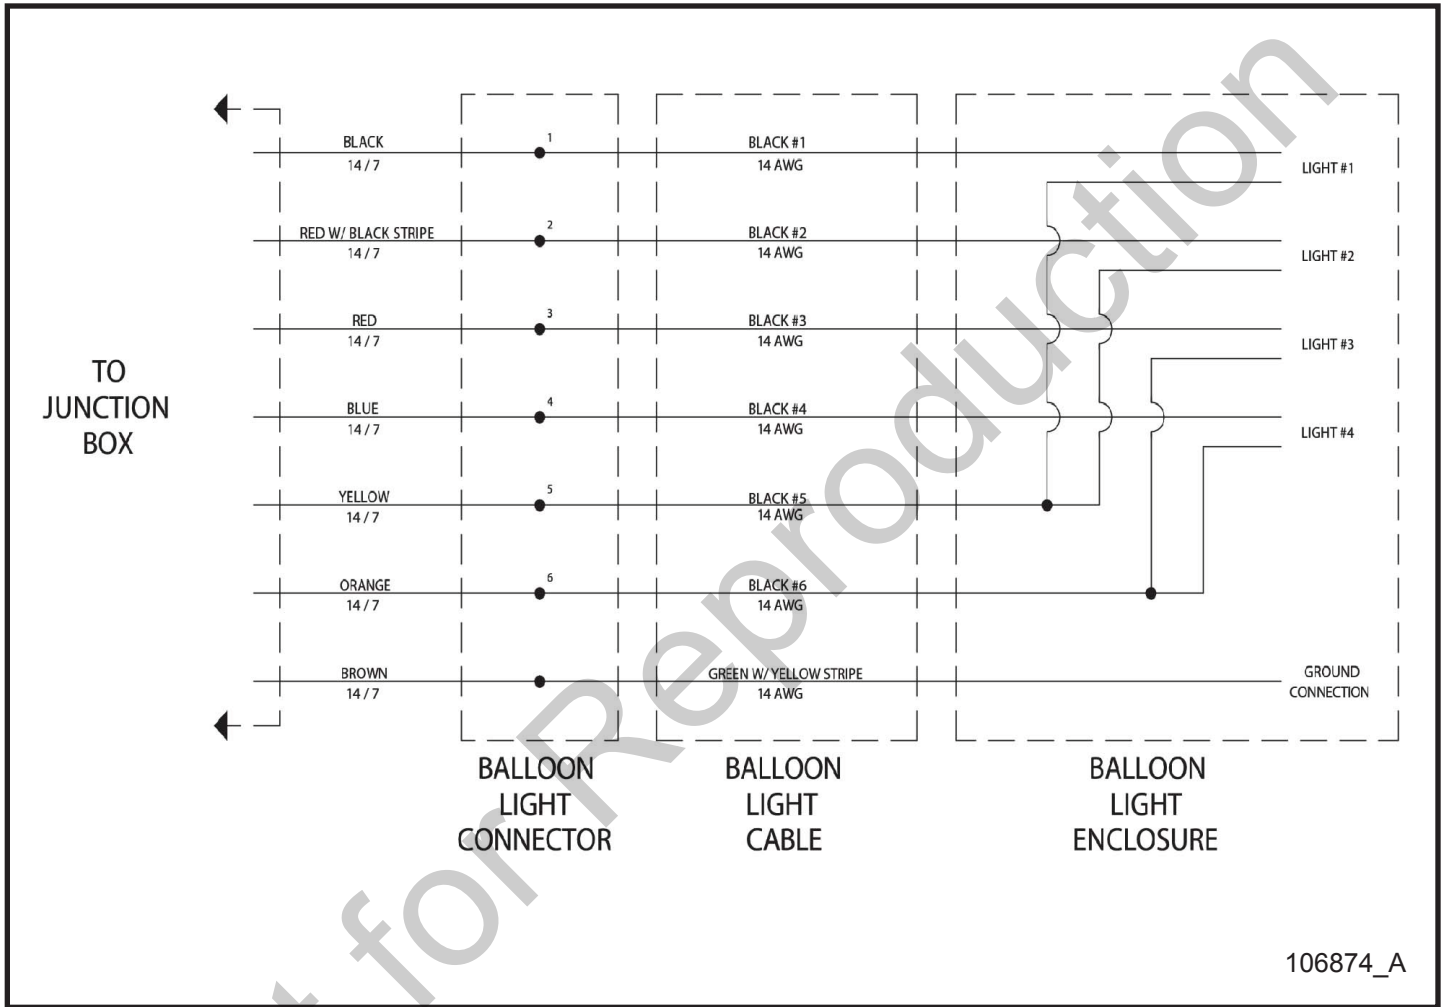 TO
JUNCTION
BOX
BLACK
14 / 7
RED W/ BLACK STRIPE
14 / 7
RED
14 / 7
BLUE
14 / 7
YELLOW
14 / 7
ORANGE
14 / 7
BROWN
14 / 7
1
2
3
4
5
6
BALLOON
LIGHT
CONNECTOR
BLACK #1
14 AWG
BLACK #2
14 AWG
BLACK #3
14 AWG
BLACK #4
14 AWG
BLACK #5
14 AWG
BLACK #6
14 AWG
GREEN W/ YELLOW STRIPE
14 AWG
BALLOON
LIGHT
CABLE
LIGHT #1
LIGHT #2
LIGHT #3
LIGHT #4
GROUND
CONNECTION
BALLOON
LIGHT
ENCLOSURE
106874_A
for Reproduction